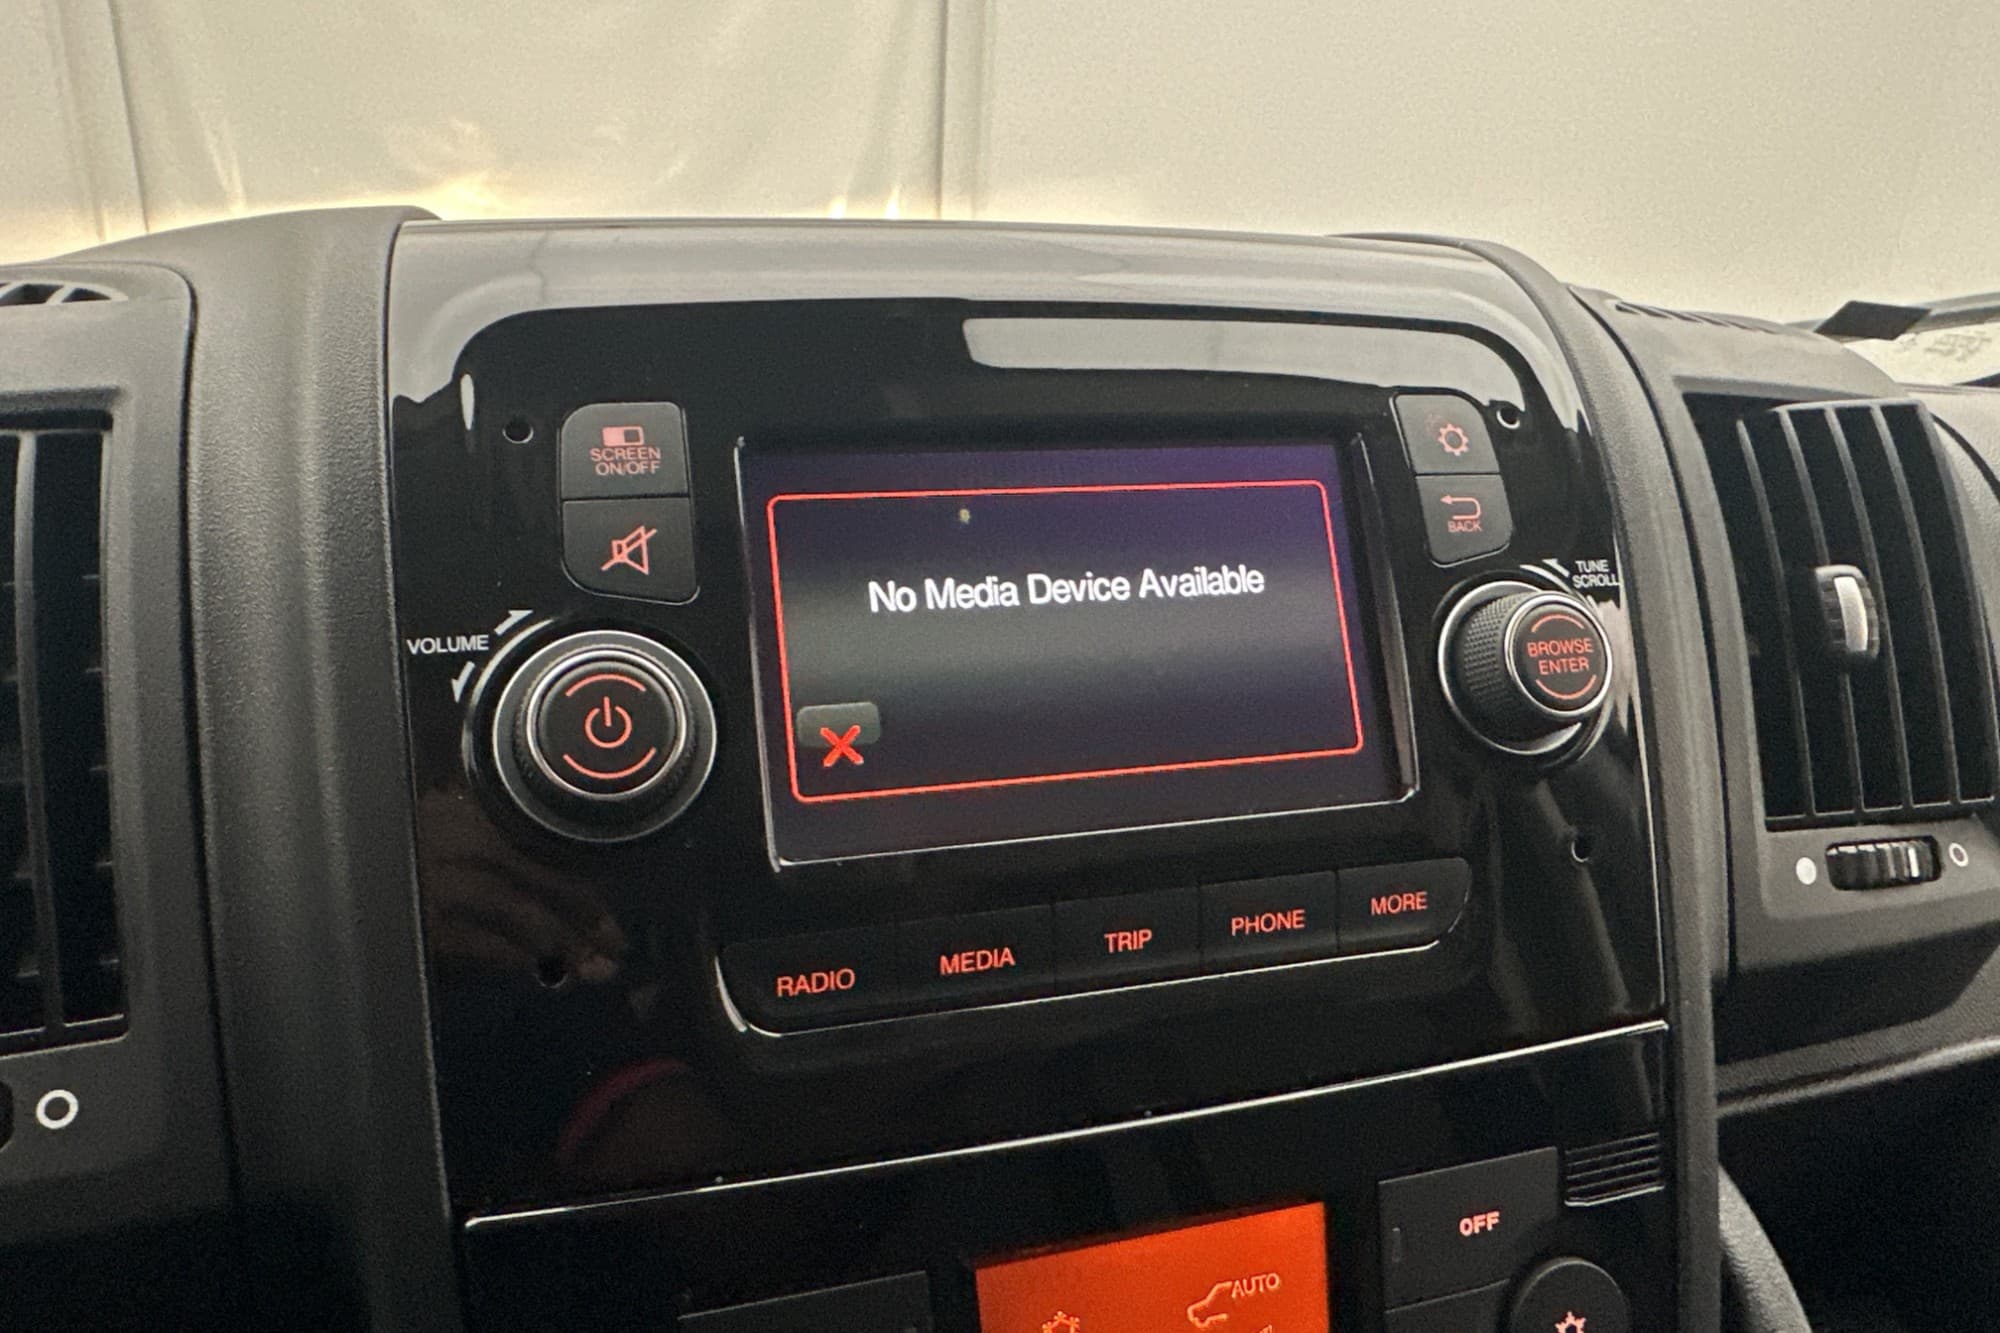 SCREEN
ON/OFF
BACK
TUNE
SCROLL
No Media Device Available
VOLUME
BROWSE
ENTER
RADIO
MEDIA
TRIP
PHONE
MORE
OFF
AUTO